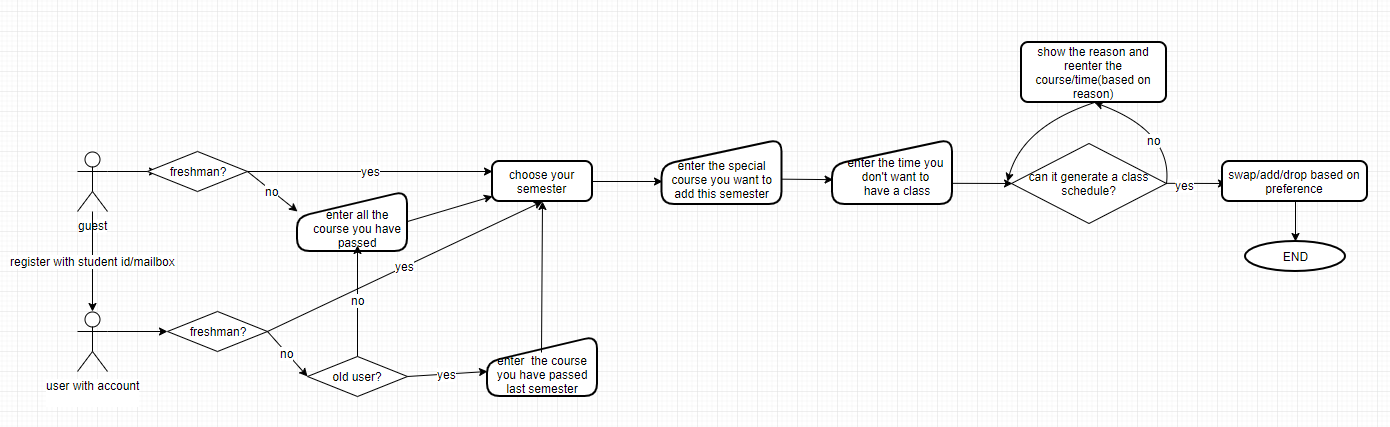 show the reason and
reenter the
course/time(based on
reason)
no
freshman?
yes
no
choose your
semester
enter the special
course you want to
add this semester
enter the time you
don't want to
have a class
can it generate a class
schedule?
yes
swap/add/drop based on
preference
guest
enter all the
course you have
passed
END
register with student id/mailbox
yes
no
freshman?
no
old user?
yes
enter the course
you have passed
last semester
user with account